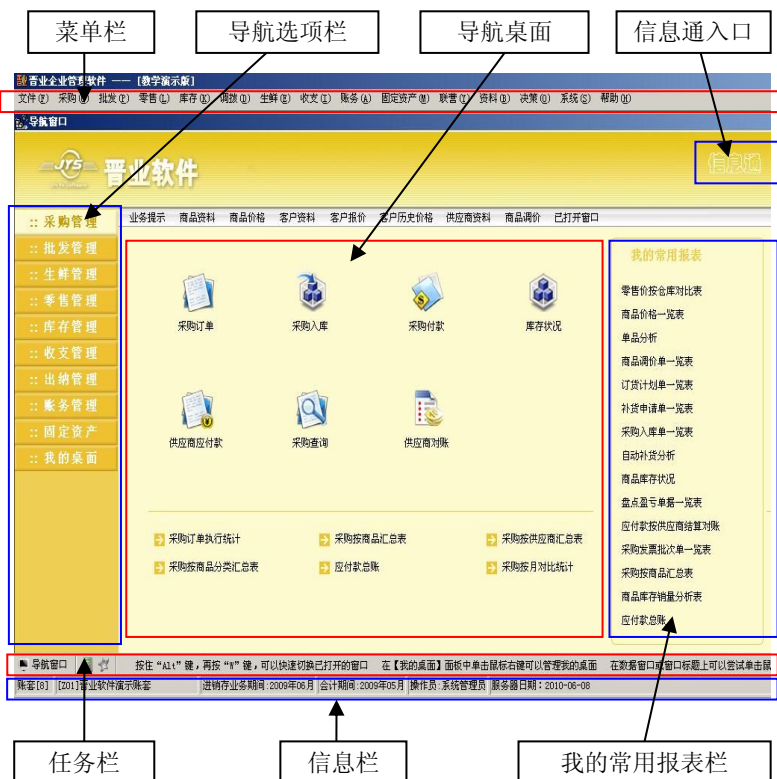 菜单栏 导航选项栏 导航桌面 信息通入口
晋业企业管理软件 —— [教学演示版]
文件(F) 采购 批发(P) 零售(L) 库存(K) 调拨(D) 生鲜(E) 收支(I) 账务(A) 固定资产(M) 联营(T) 资料(B) 决策(O) 系统(S) 帮助(H)
导航窗口
JYS 晋业软件 信息通
业务提示 商品资料 商品价格 客户资料 客户报价 客户历史价格 供应商资料 商品调价 已打开窗口
:: 采购管理
:: 批发管理
:: 生鲜管理
:: 零售管理
:: 库存管理
:: 收支管理
:: 出纳管理
:: 账务管理
:: 固定资产
:: 我的桌面
采购订单 采购入库 采购付款 库存状况
供应商应付款 采购查询 供应商对账
采购订单执行统计 采购按商品汇总表 采购按供应商汇总表
采购按商品分类汇总表 应付款总账 采购按月对比统计
我的常用报表
零售价按仓库对比表
商品价格一览表
单品分析
商品调价单一览表
订货计划单一览表
补货申请单一览表
采购入库单一览表
自动补货分析
商品库存状况
盘点盈亏单据一览表
应付款按供应商结算对账
采购发票批次单一览表
采购按商品汇总表
商品库存销量分析表
应付款总账
导航窗口 按住“Alt”键,再按“W”键,可以快速切换已打开的窗口 在【我的桌面】面板中单击鼠标右键可以管理我的桌面 在数据窗口或窗口标题上可以尝试单击鼠
账套[8] [Z01]晋业软件演示账套 进销存业务期间:2009年06月 会计期间:2009年05月 操作员:系统管理员 服务器日期:2010-06-08
任务栏 信息栏 我的常用报表栏